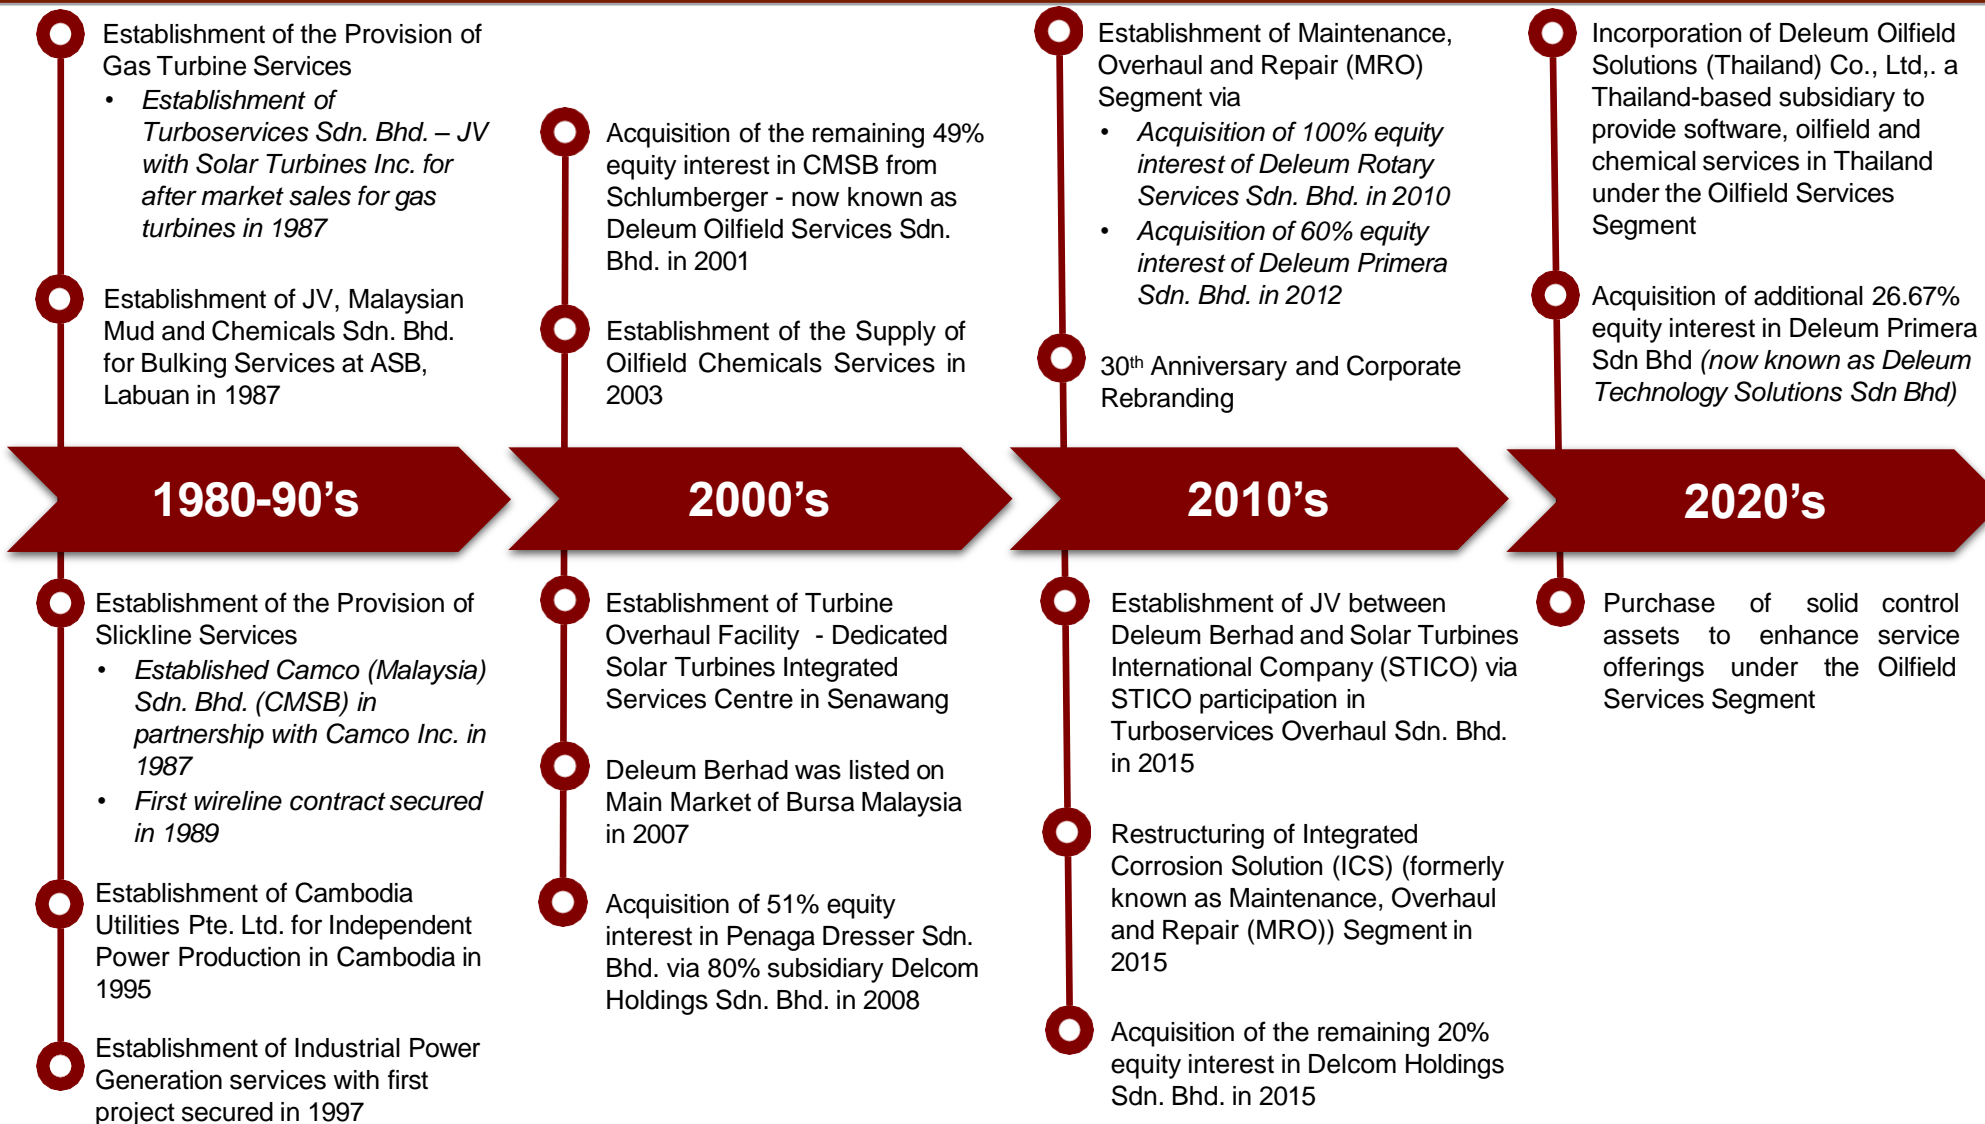 Establishment of the Provision of
Gas Turbine Services
• Establishment of
Turboservices Sdn. Bhd. – JV
with Solar Turbines Inc. for
after market sales for gas
turbines in 1987
Establishment of JV, Malaysian
Mud and Chemicals Sdn. Bhd.
for Bulking Services at ASB,
Labuan in 1987
1980-90’s
Establishment of the Provision of
Slickline Services
• Established Camco (Malaysia)
Sdn. Bhd. (CMSB) in
partnership with Camco Inc. in
1987
• First wireline contract secured
in 1989
Establishment of Cambodia
Utilities Pte. Ltd. for Independent
Power Production in Cambodia in
1995
Establishment of Industrial Power
Generation services with first
project secured in 1997
Acquisition of the remaining 49%
equity interest in CMSB from
Schlumberger - now known as
Deleum Oilfield Services Sdn.
Bhd. in 2001
Establishment of the Supply of
Oilfield Chemicals Services in
2003
2000’s
Establishment of Turbine
Overhaul Facility - Dedicated
Solar Turbines Integrated
Services Centre in Senawang
Deleum Berhad was listed on
Main Market of Bursa Malaysia
in 2007
Acquisition of 51% equity
interest in Penaga Dresser Sdn.
Bhd. via 80% subsidiary Delcom
Holdings Sdn. Bhd. in 2008
Establishment of Maintenance,
Overhaul and Repair (MRO)
Segment via
• Acquisition of 100% equity
interest of Deleum Rotary
Services Sdn. Bhd. in 2010
• Acquisition of 60% equity
interest of Deleum Primera
Sdn. Bhd. in 2012
30th Anniversary and Corporate
Rebranding
2010’s
Establishment of JV between
Deleum Berhad and Solar Turbines
International Company (STICO) via
STICO participation in
Turboservices Overhaul Sdn. Bhd.
in 2015
Restructuring of Integrated
Corrosion Solution (ICS) (formerly
known as Maintenance, Overhaul
and Repair (MRO)) Segment in
2015
Acquisition of the remaining 20%
equity interest in Delcom Holdings
Sdn. Bhd. in 2015
Incorporation of Deleum Oilfield
Solutions (Thailand) Co., Ltd,. a
Thailand-based subsidiary to
provide software, oilfield and
chemical services in Thailand
under the Oilfield Services
Segment
Acquisition of additional 26.67%
equity interest in Deleum Primera
Sdn Bhd (now known as Deleum
Technology Solutions Sdn Bhd)
2020’s
Purchase of solid control
assets to enhance service
offerings under the Oilfield
Services Segment